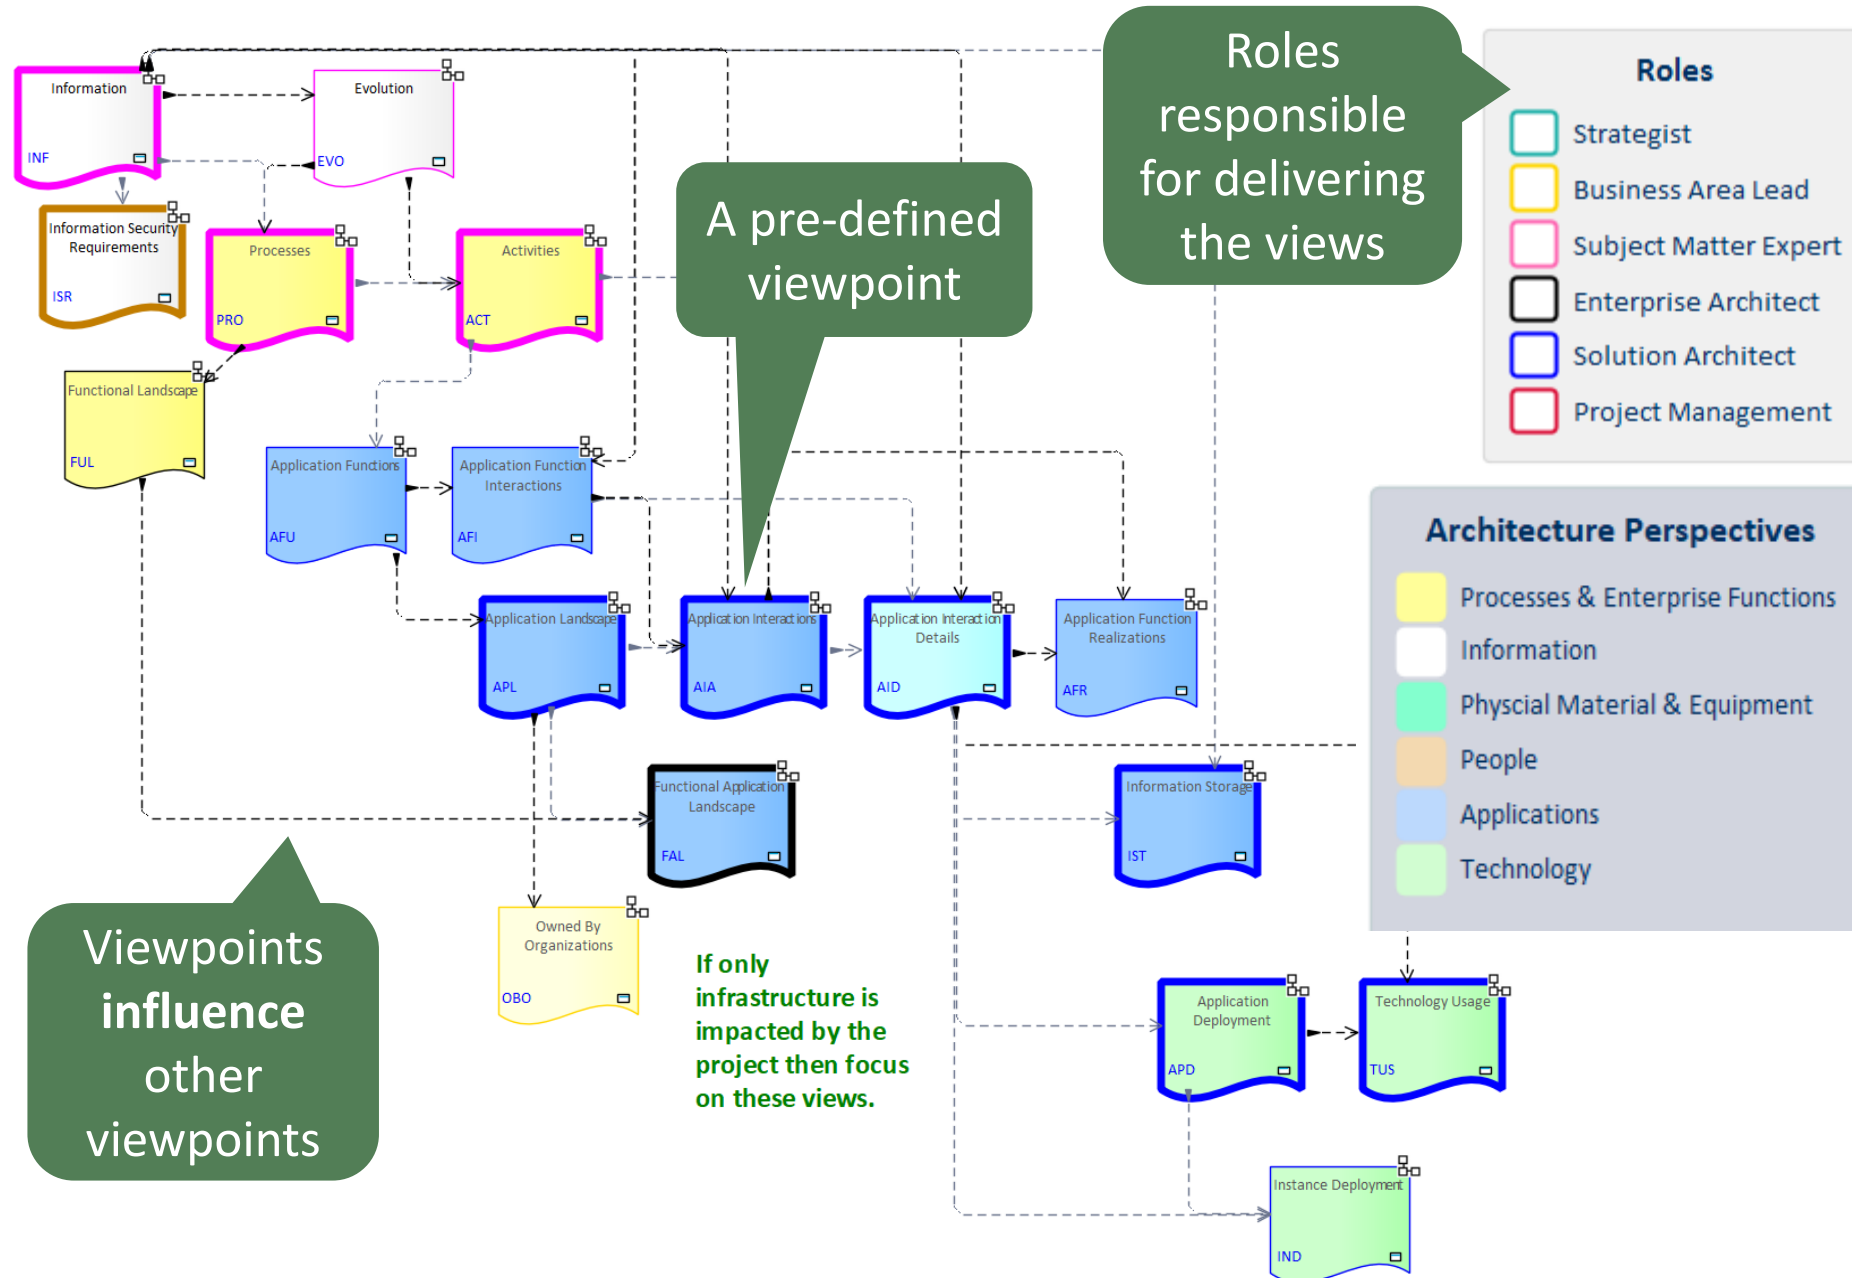 Information
INF
Evolution
EVO
Information Security
Requirements
ISR
Processes
PRO
Activities
ACT
Functional Landscape
FUL
A pre-defined
viewpoint
Roles
responsible
for delivering
the views
Roles
Strategist
Business Area Lead
Subject Matter Expert
Enterprise Architect
Solution Architect
Project Management
Application Functions
AFU
Application Function
Interactions
AFI
Architecture Perspectives
Processes & Enterprise Functions
Information
Physcial Material & Equipment
People
Applications
Technology
Application Landscape
APL
Application Interactions
AIA
Application Interaction
Details
AID
Application Function
Realizations
AFR
Functional Application
Landscape
FAL
Information Storage
IST
Viewpoints
influence
other
viewpoints
Owned By
Organizations
OBO
If only
infrastructure is
impacted by the
project then focus
on these views.
Application
Deployment
APD
Technology Usage
TUS
Instance Deployment
IND